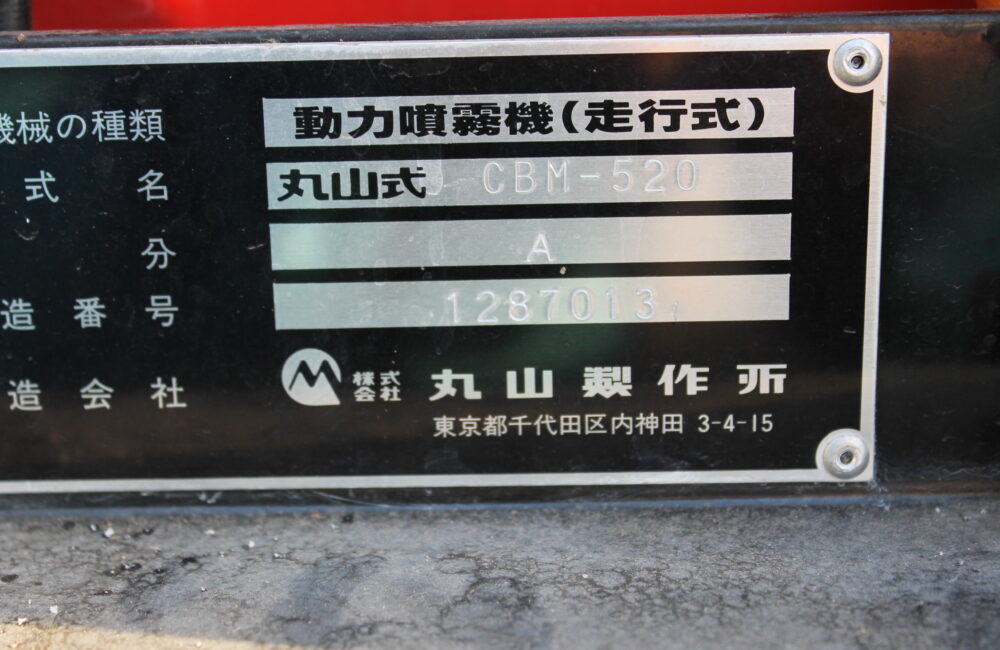 機械の種類 動力噴霧機(走行式)
式名 丸山式 CBM-520
分 A
造番号 1287013
造会社 株式会社 丸山製作所
東京都千代田区内神田 3-4-15